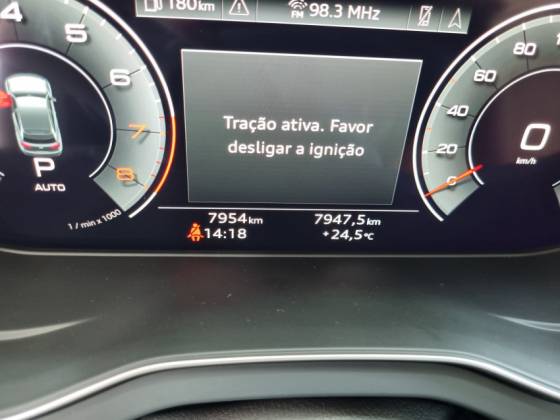 180km
FM 98.3 MHz
4 5 6 7 8
P
AUTO
1 / min x 1000
Tração ativa. Favor
desligar a ignição
100
80
60
40
20
0
0
km/h
7954km 7947,5km
14:18 +24,5°C